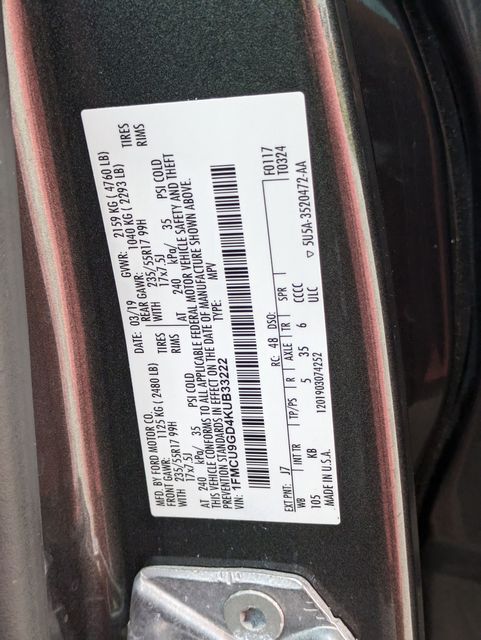 MFD. BY FORD MOTOR CO. DATE: 03/19 GVWR: 2159 KG ( 4760 LB)
FRONT GAWR: 1125 KG ( 2480 LB) REAR GAWR: 1040 KG ( 2293 LB)
WITH 235/55R17 99H TIRES WITH 235/55R17 99H TIRES
17x7.5J RIMS 17x7.5J RIMS
AT 240 kPa/ 35 PSI COLD AT 240 kPa/ 35 PSI COLD
THIS VEHICLE CONFORMS TO ALL APPLICABLE FEDERAL MOTOR VEHICLE SAFETY AND THEFT
PREVENTION STANDARDS IN EFFECT ON THE DATE OF MANUFACTURE SHOWN ABOVE.
VIN: 1FMCU9GD4KUB33222 TYPE: MPV
F0117
T0324
EXT PNT: J7 RC: 48 DSO:
WB INT TR TP/PS R AXLE TR SPR
105 KB 5 35 6 CCCC
MADE IN U.S.A. 1201903074252 ULC
▽ 5U5A-3520472-AA